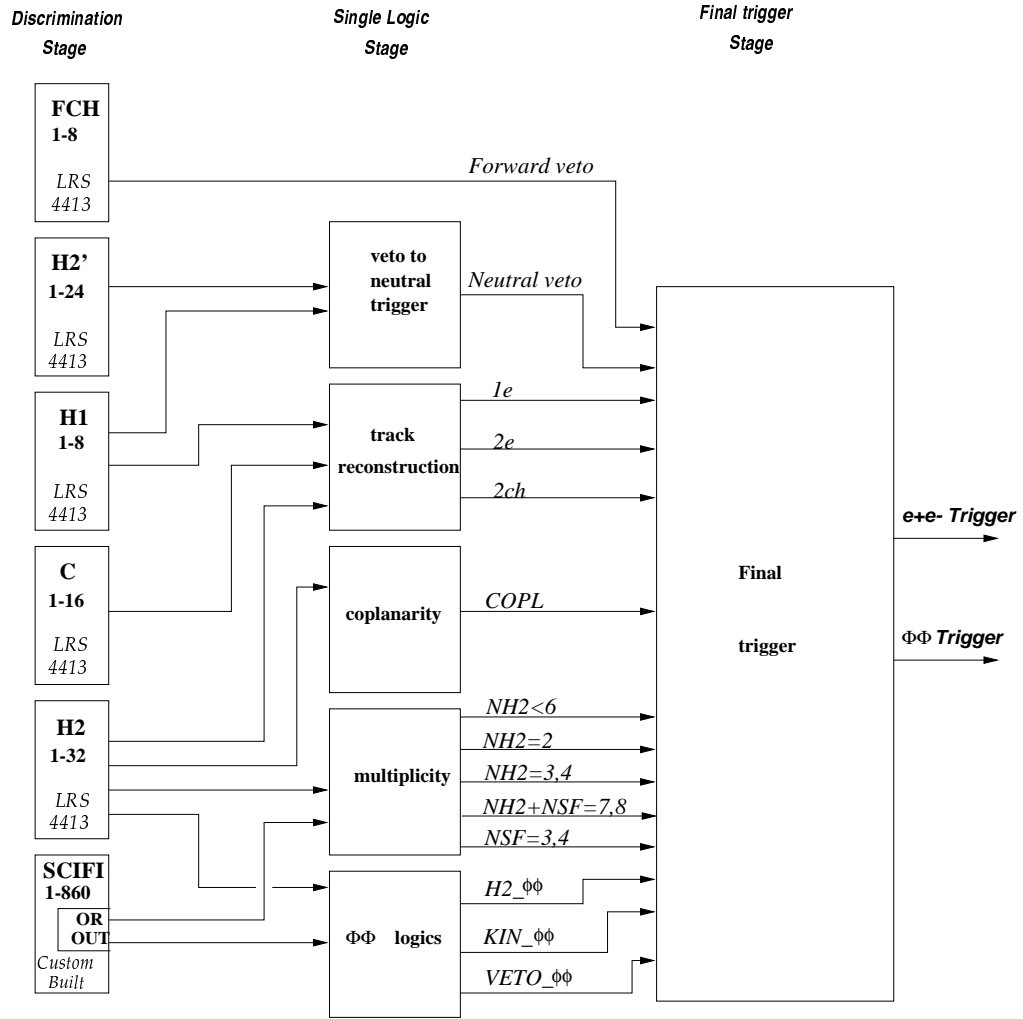 Discrimination
Stage
Single Logic
Stage
Final trigger
Stage
FCH
1-8
LRS
4413
H2’
1-24
LRS
4413
H1
1-8
LRS
4413
C
1-16
LRS
4413
H2
1-32
LRS
4413
SCIFI
1-860
OR
OUT
Custom
Built
veto to
neutral
trigger
track
reconstruction
coplanarity
multiplicity
ΦΦ logics
Forward veto
Neutral veto
1e
2e
2ch
COPL
NH2<6
NH2=2
NH2=3,4
NH2+NSF=7,8
NSF=3,4
H2_ϕϕ
KIN_ϕϕ
VETO_ϕϕ
Final
trigger
e+e- Trigger
ΦΦ Trigger